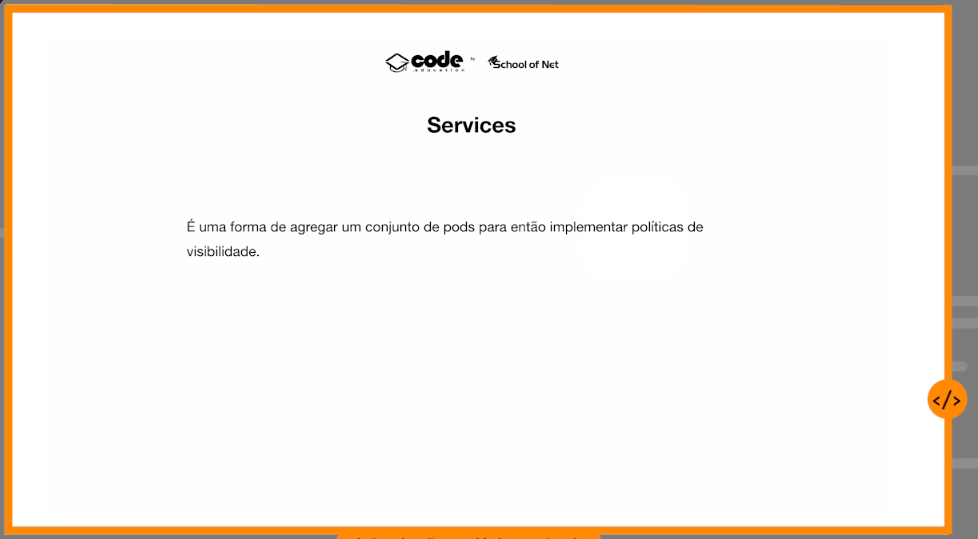 code by School of Net
.education
Services
É uma forma de agregar um conjunto de pods para então implementar políticas de
visibilidade.
</>